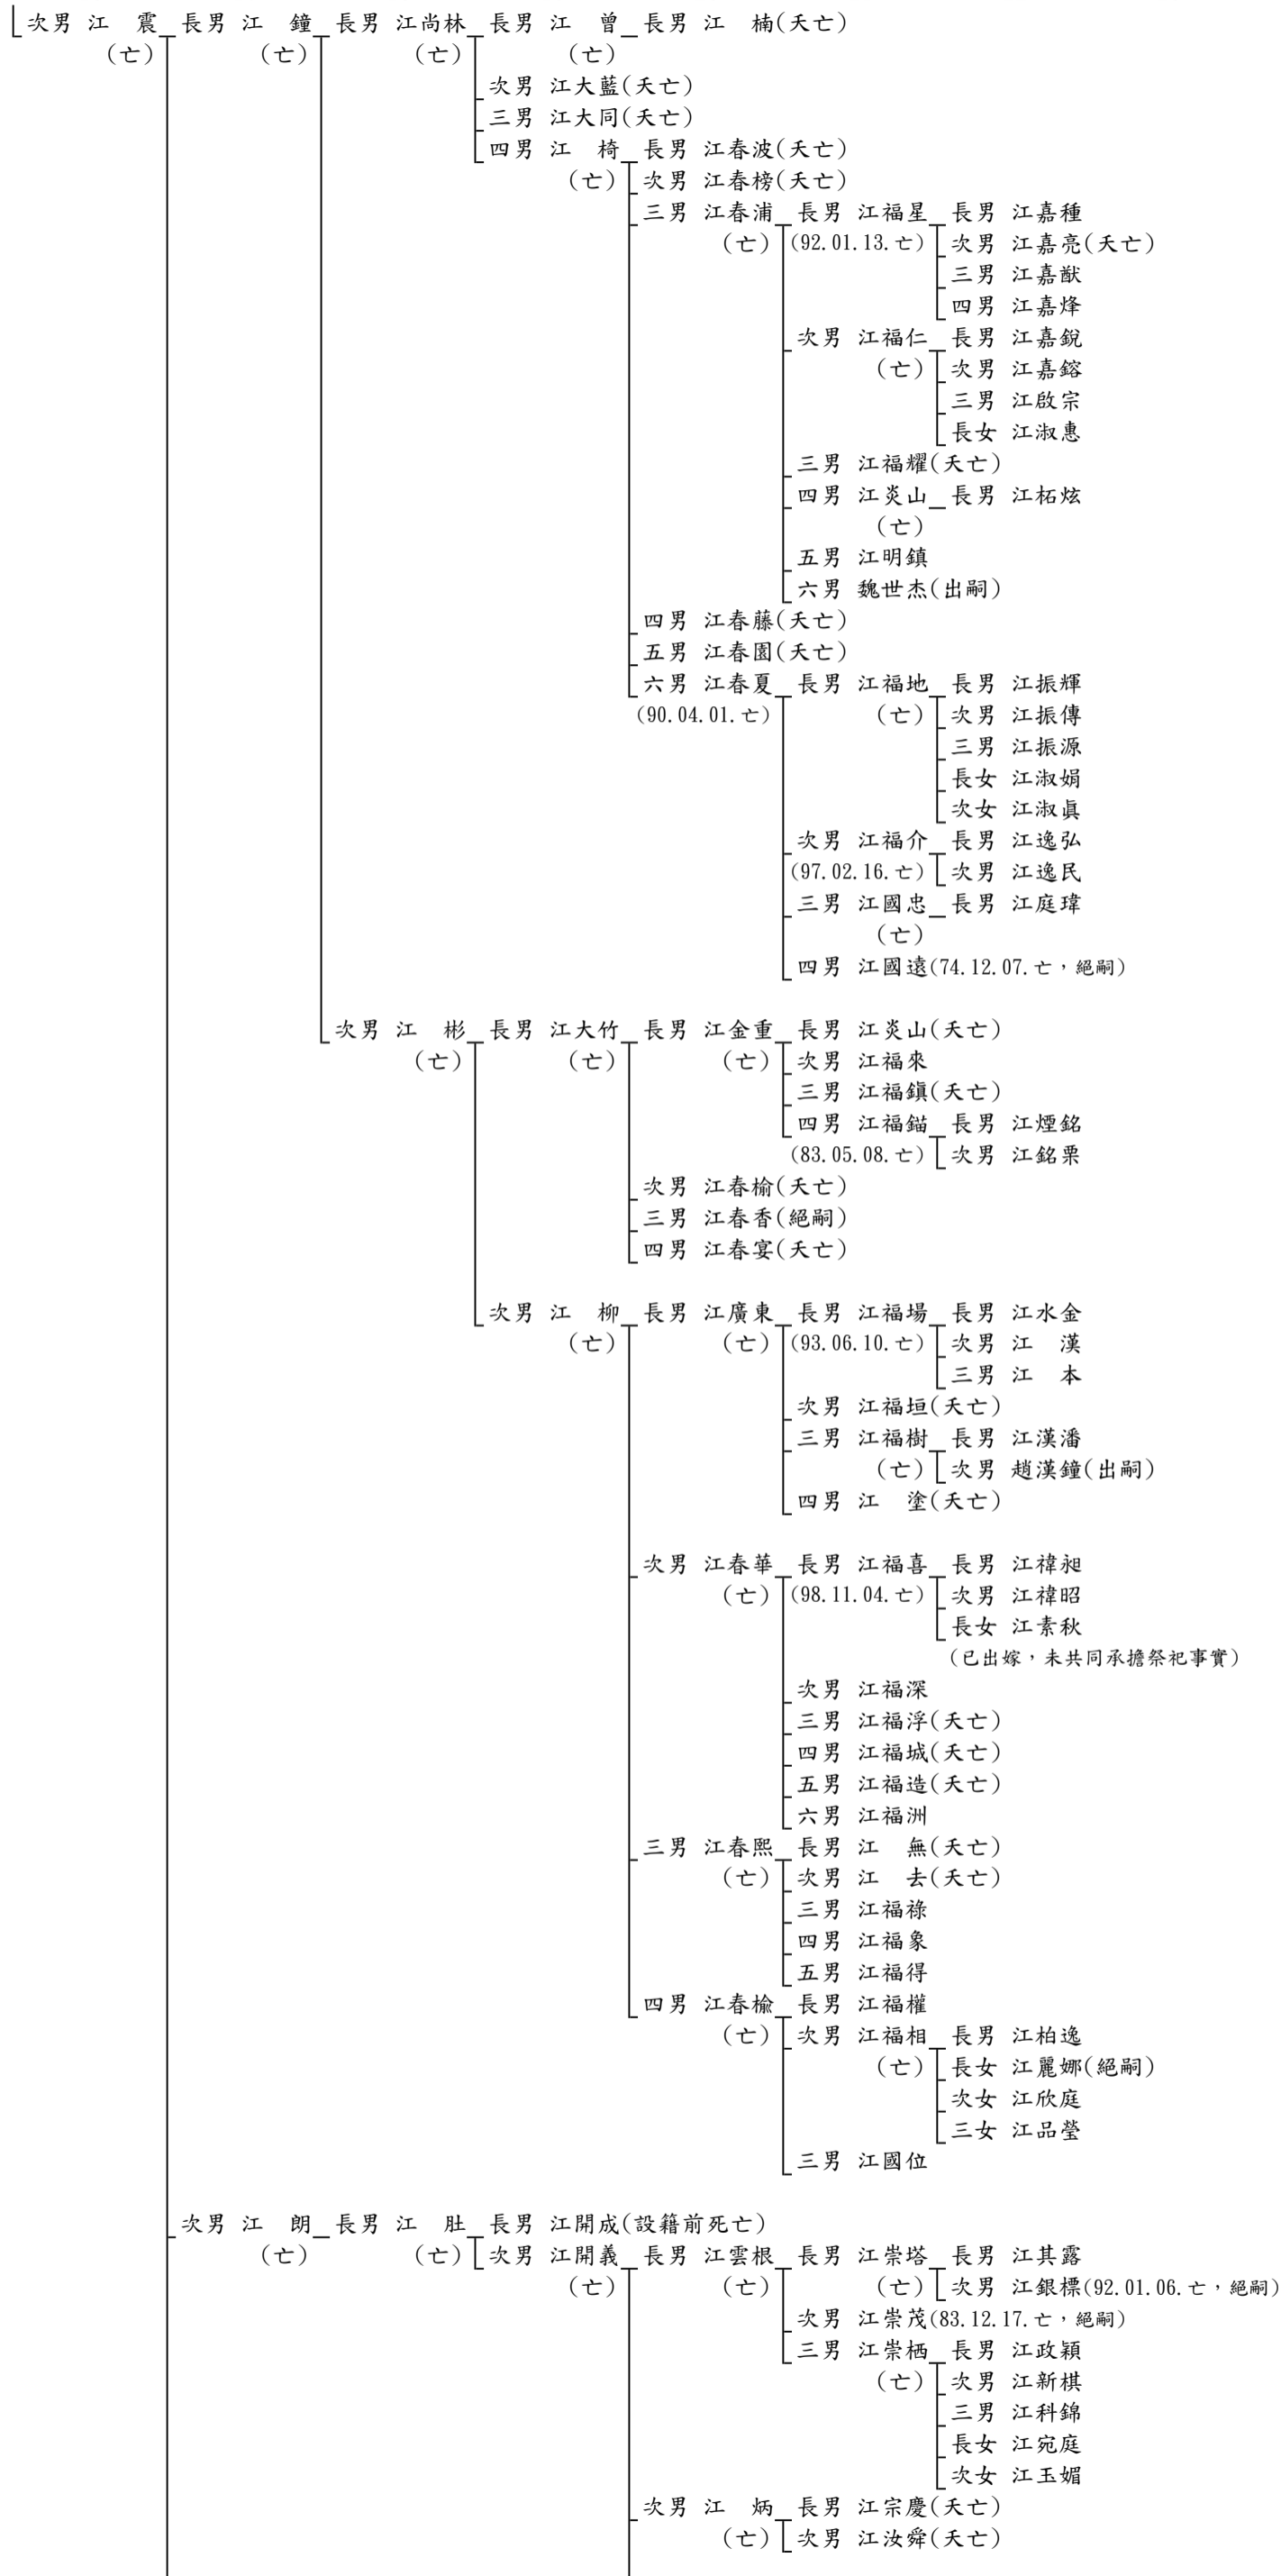 次男 江　震 長男 江　鐘 長男 江尚林 長男 江　曾 長男 江　楠(夭亡)
(亡) (亡) (亡) (亡)
次男 江大藍(夭亡)
三男 江大同(夭亡)
四男 江　椅 長男 江春波(夭亡)
(亡) 次男 江春榜(夭亡)
三男 江春浦 長男 江福星 長男 江嘉種
(亡) (92.01.13.亡) 次男 江嘉亮(夭亡)
三男 江嘉猷
四男 江嘉烽
次男 江福仁 長男 江嘉銳
(亡) 次男 江嘉鎔
三男 江啟宗
長女 江淑惠
三男 江福耀(夭亡)
四男 江炎山 長男 江柘炫
(亡)
五男 江明鎮
六男 魏世杰(出嗣)
四男 江春藤(夭亡)
五男 江春園(夭亡)
六男 江春夏 長男 江福地 長男 江振輝
(90.04.01.亡) (亡) 次男 江振傳
三男 江振源
長女 江淑娟
次女 江淑眞
次男 江福介 長男 江逸弘
(97.02.16.亡) 次男 江逸民
三男 江國忠 長男 江庭瑋
(亡)
四男 江國遠(74.12.07.亡，絕嗣)
次男 江　彬 長男 江大竹 長男 江金重 長男 江炎山(夭亡)
(亡) (亡) (亡) 次男 江福來
三男 江福鎭(夭亡)
四男 江福錨 長男 江煙銘
(83.05.08.亡) 次男 江銘栗
次男 江春榆(夭亡)
三男 江春香(絕嗣)
四男 江春宴(夭亡)
次男 江　柳 長男 江廣東 長男 江福場 長男 江水金
(亡) (亡) (93.06.10.亡) 次男 江　漢
三男 江　本
次男 江福垣(夭亡)
三男 江福樹 長男 江漢潘
(亡) 次男 趙漢鐘(出嗣)
四男 江　塗(夭亡)
次男 江春華 長男 江福喜 長男 江禕昶
(亡) (98.11.04.亡) 次男 江禕昭
長女 江素秋
(已出嫁，未共同承擔祭祀事實)
次男 江福深
三男 江福浮(夭亡)
四男 江福城(夭亡)
五男 江福造(夭亡)
六男 江福洲
三男 江春熙 長男 江　無(夭亡)
(亡) 次男 江　去(夭亡)
三男 江福祿
四男 江福象
五男 江福得
四男 江春榆 長男 江福權
(亡) 次男 江福相 長男 江柏逸
(亡) 長女 江麗娜(絕嗣)
次女 江欣庭
三女 江品瑩
三男 江國位
次男 江　朗 長男 江　肚 長男 江開成(設籍前死亡)
(亡) (亡) 次男 江開義 長男 江雲根 長男 江崇塔 長男 江其露
(亡) (亡) (亡) 次男 江銀標(92.01.06.亡，絕嗣)
次男 江崇茂(83.12.17.亡，絕嗣)
三男 江崇栖 長男 江政穎
(亡) 次男 江新棋
三男 江科錦
長女 江宛庭
次女 江玉媚
次男 江　炳 長男 江宗慶(夭亡)
(亡) 次男 江汝舜(夭亡)